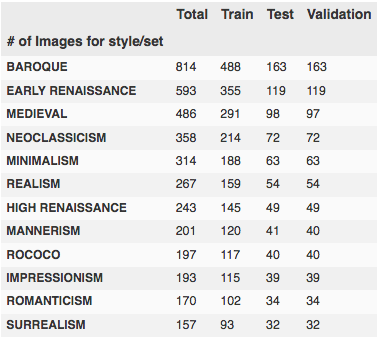 Total Train Test Validation
# of Images for style/set
BAROQUE 814 488 163 163
EARLY RENAISSANCE 593 355 119 119
MEDIEVAL 486 291 98 97
NEOCLASSICISM 358 214 72 72
MINIMALISM 314 188 63 63
REALISM 267 159 54 54
HIGH RENAISSANCE 243 145 49 49
MANNERISM 201 120 41 40
ROCOCO 197 117 40 40
IMPRESSIONISM 193 115 39 39
ROMANTICISM 170 102 34 34
SURREALISM 157 93 32 32